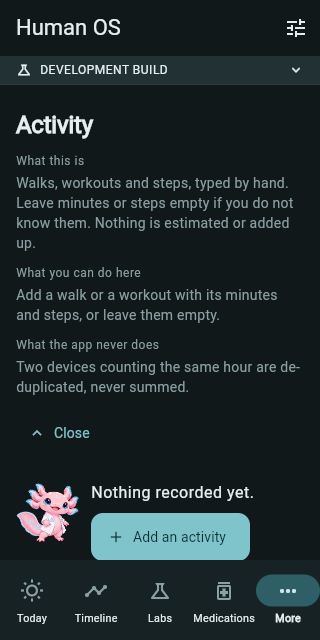 Human OS
DEVELOPMENT BUILD
Activity
What this is
Walks, workouts and steps, typed by hand.
Leave minutes or steps empty if you do not
know them. Nothing is estimated or added
up.
What you can do here
Add a walk or a workout with its minutes
and steps, or leave them empty.
What the app never does
Two devices counting the same hour are de-
duplicated, never summed.
Close
Nothing recorded yet.
Add an activity
Today
Timeline
Labs
Medications
More